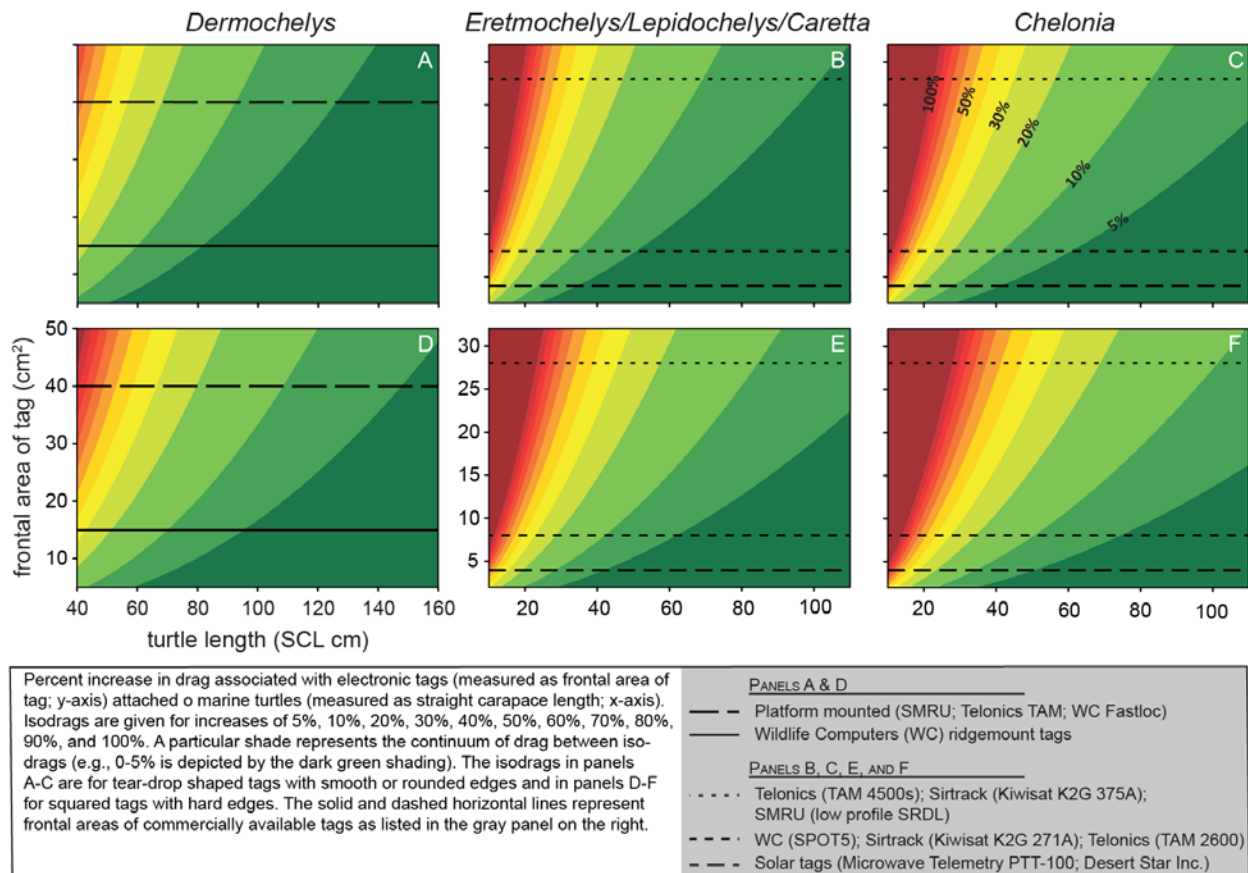 Dermochelys
Eretmochelys/Lepidochelys/Caretta
Chelonia
A
B
C
100%
50%
30%
20%
10%
5%
D
E
F
frontal area of tag (cm²)
50
40
30
20
10
30
25
20
15
10
5
40 60 80 100 120 140 160
20 40 60 80 100
20 40 60 80 100
turtle length (SCL cm)
Percent increase in drag associated with electronic tags (measured as frontal area of
tag; y-axis) attached o marine turtles (measured as straight carapace length; x-axis).
Isodrags are given for increases of 5%, 10%, 20%, 30%, 40%, 50%, 60%, 70%, 80%,
90%, and 100%. A particular shade represents the continuum of drag between iso-
drags (e.g., 0-5% is depicted by the dark green shading). The isodrags in panels
A-C are for tear-drop shaped tags with smooth or rounded edges and in panels D-F
for squared tags with hard edges. The solid and dashed horizontal lines represent
frontal areas of commercially available tags as listed in the gray panel on the right.
PANELS A & D
Platform mounted (SMRU; Telonics TAM; WC Fastloc)
Wildlife Computers (WC) ridgemount tags
PANELS B, C, E, AND F
Telonics (TAM 4500s); Sirtrack (Kiwisat K2G 375A);
SMRU (low profile SRDL)
WC (SPOT5); Sirtrack (Kiwisat K2G 271A); Telonics (TAM 2600)
Solar tags (Microwave Telemetry PTT-100; Desert Star Inc.)